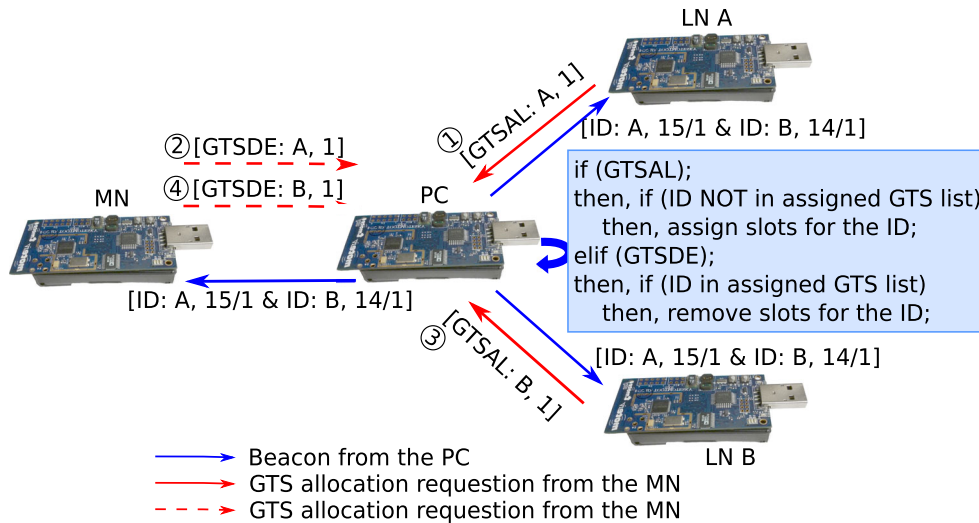 LN A
① [GTSAL: A, 1]
[ID: A, 15/1 & ID: B, 14/1]
② [GTSDE: A, 1]
④ [GTSDE: B, 1]
MN
PC
if (GTSAL);
then, if (ID NOT in assigned GTS list)
then, assign slots for the ID;
elif (GTSDE);
then, if (ID in assigned GTS list)
then, remove slots for the ID;
[ID: A, 15/1 & ID: B, 14/1]
③ [GTSAL: B, 1]
[ID: A, 15/1 & ID: B, 14/1]
LN B
Beacon from the PC
GTS allocation requestion from the MN
GTS allocation requestion from the MN